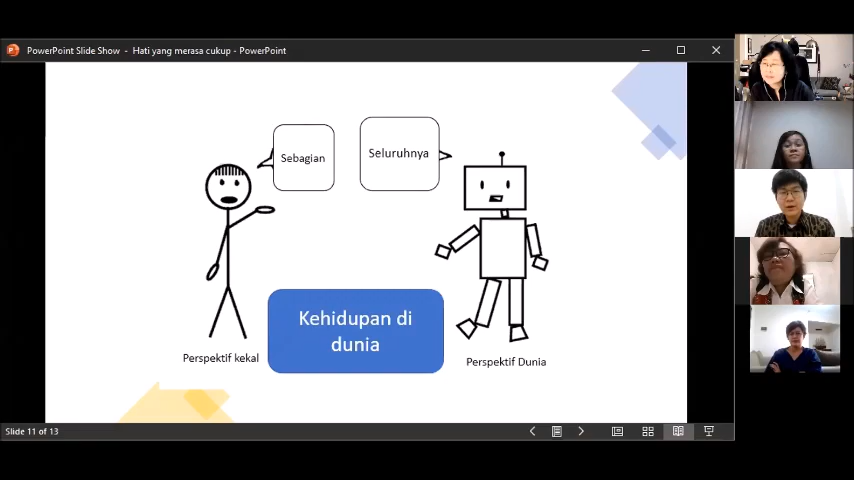 PowerPoint Slide Show - Hati yang merasa cukup - PowerPoint
Sebagian
Seluruhnya
Kehidupan di
dunia
Perspektif kekal
Perspektif Dunia
Slide 11 of 13